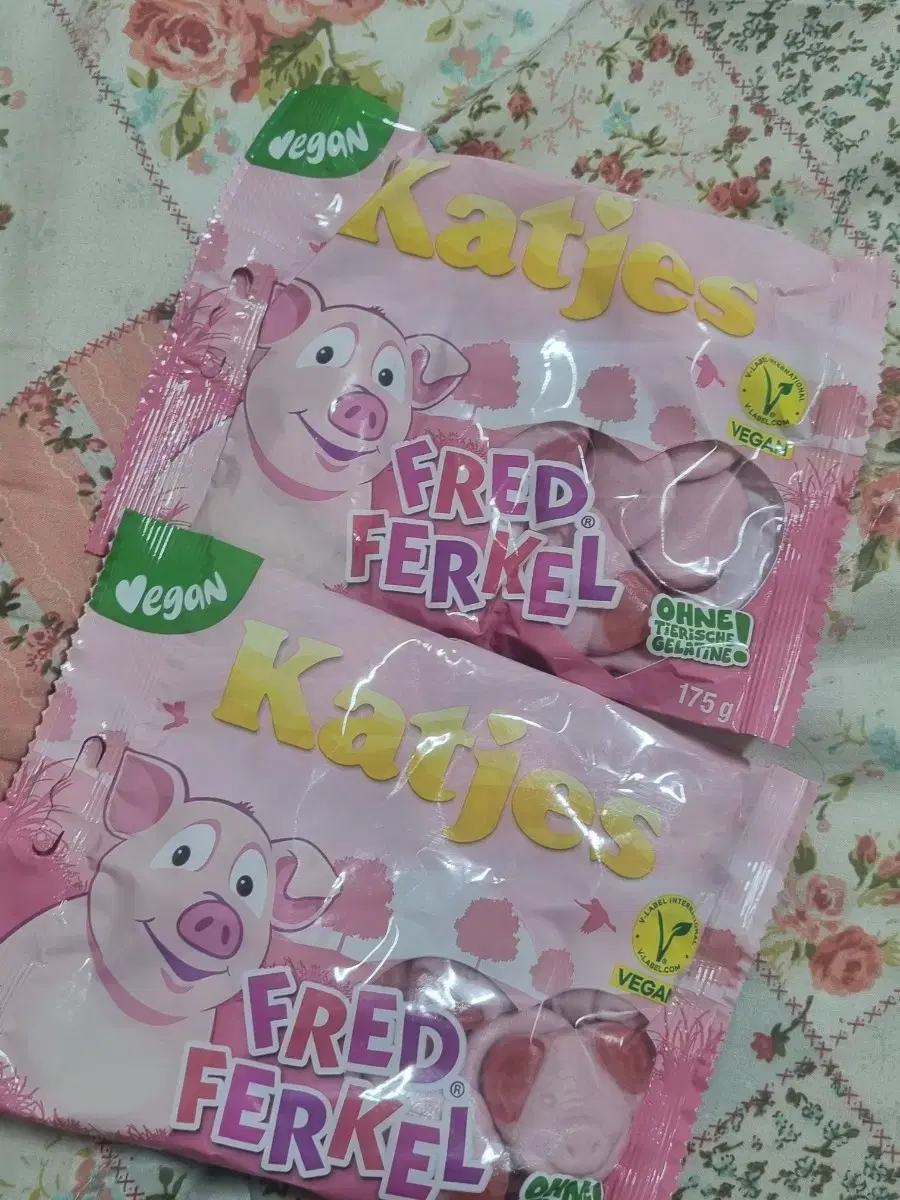 Vegan
Katjes
V-LABEL INTERNATIONAL
V-LABEL.COM
VEGAN
FRED
FERKEL®
OHNE
TIERISCHE
GELATINE!
175 g
Vegan
Katjes
V-LABEL INTERNATIONAL
V-LABEL.COM
VEGAN
FRED
FERKEL®
OHNE!